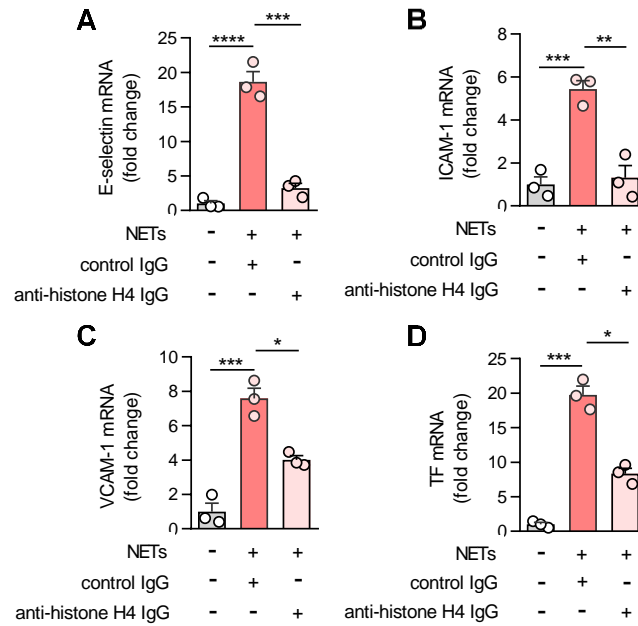 A
E-selectin mRNA
(fold change)
25
20
15
10
5
0
****
***
NETs - + +
control IgG - + -
anti-histone H4 IgG - - +
B
ICAM-1 mRNA
(fold change)
8
6
4
2
0
***
**
NETs - + +
control IgG - + -
anti-histone H4 IgG - - +
C
VCAM-1 mRNA
(fold change)
10
8
6
4
2
0
***
*
NETs - + +
control IgG - + -
anti-histone H4 IgG - - +
D
TF mRNA
(fold change)
25
20
15
10
5
0
***
*
NETs - + +
control IgG - + -
anti-histone H4 IgG - - +